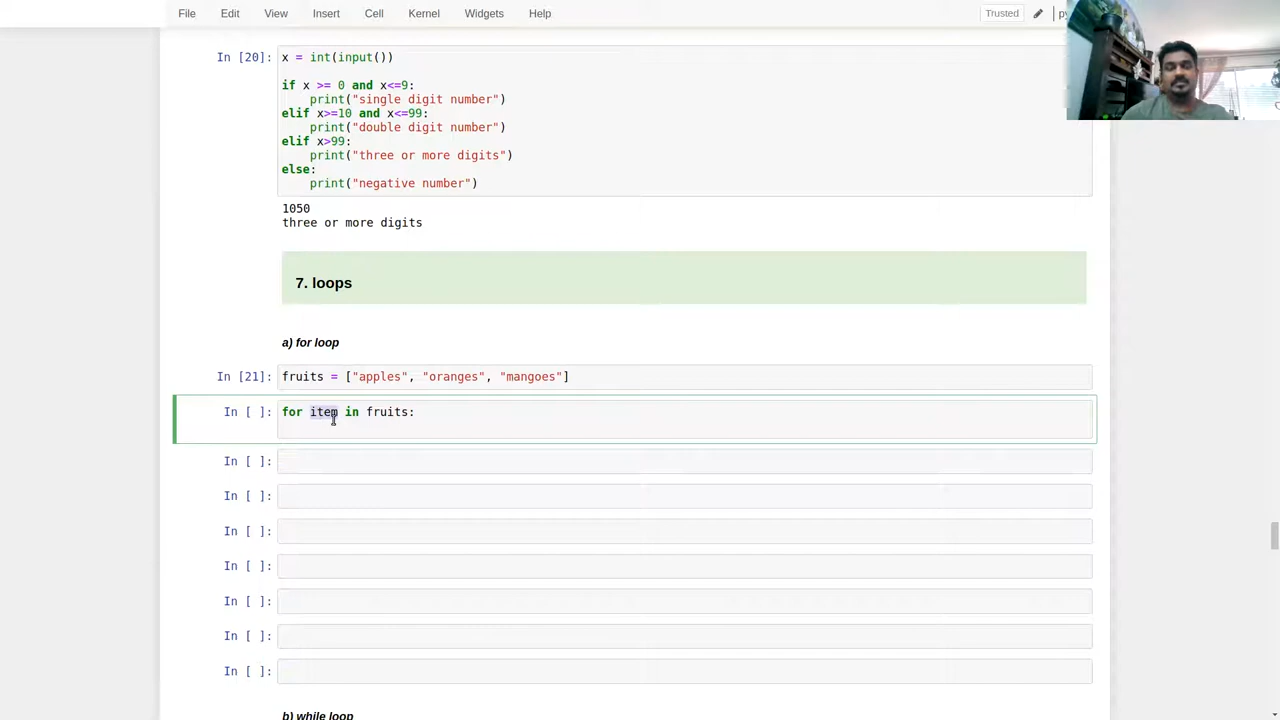 File Edit View Insert Cell Kernel Widgets Help Trusted
In [20]: x = int(input())
if x >= 0 and x<=9:
print("single digit number")
elif x>=10 and x<=99:
print("double digit number")
elif x>99:
print("three or more digits")
else:
print("negative number")
1050
three or more digits
7. loops
a) for loop
In [21]: fruits = ["apples", "oranges", "mangoes"]
In [ ]: for item in fruits:
In [ ]:
In [ ]:
In [ ]:
In [ ]:
In [ ]:
In [ ]:
In [ ]:
b) while loop